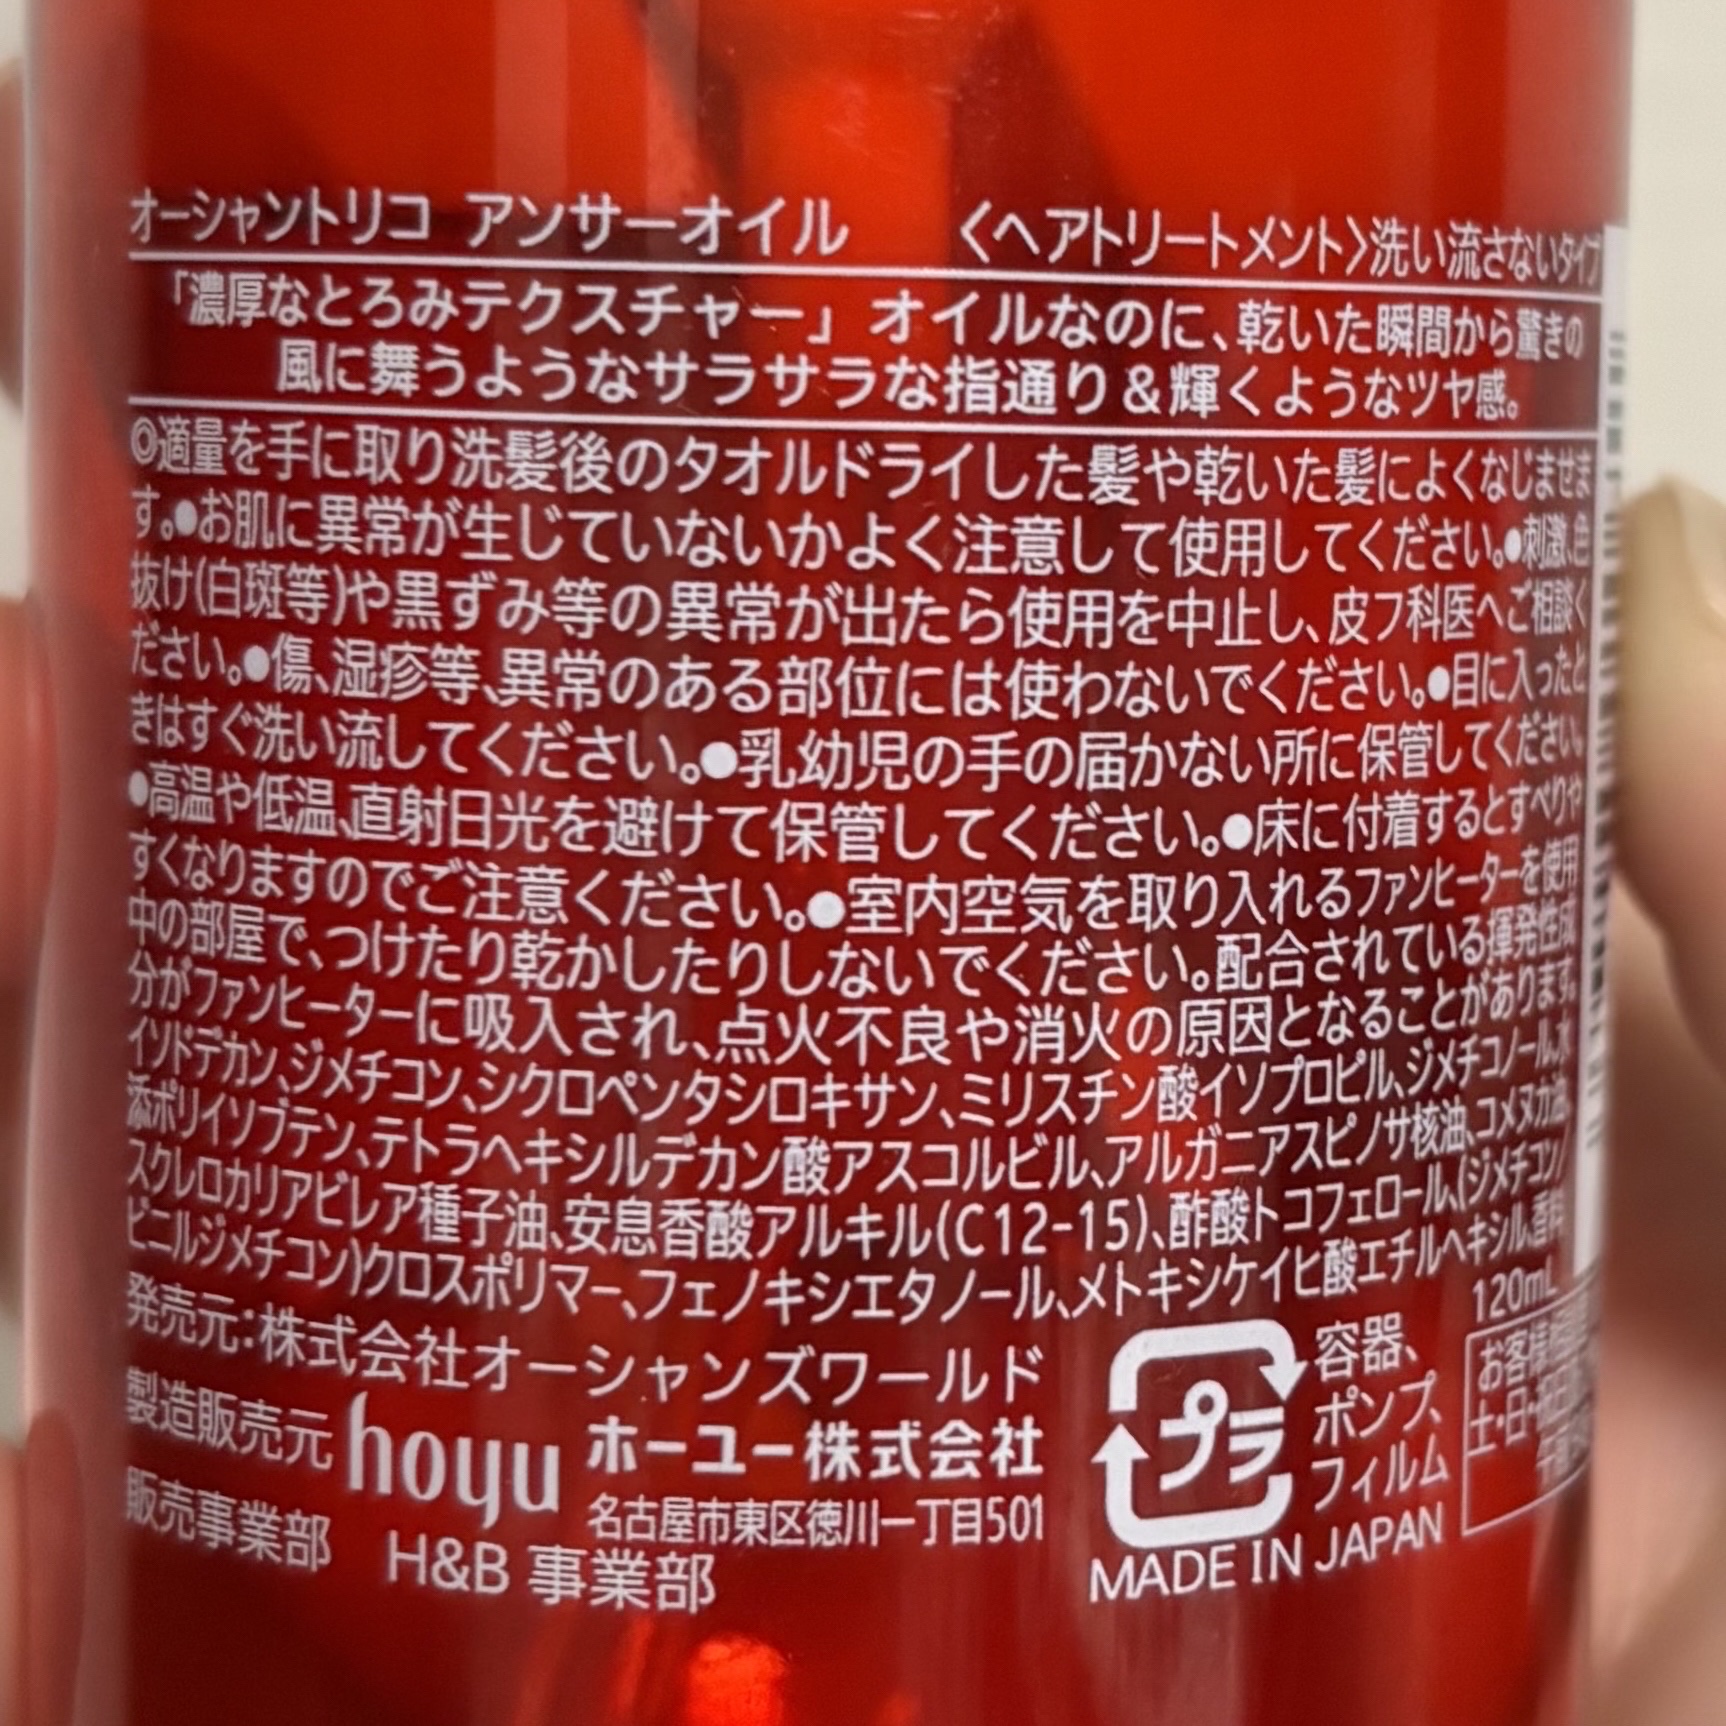 オーシャントリコ アンサーオイル 〈ヘアトリートメント〉洗い流さないタイプ
「濃厚なとろみテクスチャー」オイルなのに、乾いた瞬間から驚きの
風に舞うようなサラサラな指通り&輝くようなツヤ感。
◎適量を手に取り洗髪後のタオルドライした髪や乾いた髪によくなじませま
す。●お肌に異常が生じていないかよく注意して使用してください。●刺激、色
抜け(白斑等)や黒ずみ等の異常が出たら使用を中止し、皮フ科医へご相談く
ださい。●傷、湿疹等、異常のある部位には使わないでください。●目に入ったと
きはすぐ洗い流してください。●乳幼児の手の届かない所に保管してください。
●高温や低温、直射日光を避けて保管してください。●床に付着するとすべりや
すくなりますのでご注意ください。●室内空気を取り入れるファンヒーターを使用
中の部屋で、つけたり乾かしたりしないでください。配合されている揮発性成
分がファンヒーターに吸入され、点火不良や消火の原因となることがあります。
イソドデカン、ジメチコン、シクロペンタシロキサン、ミリスチン酸イソプロピル、ジメチコノール、水
添ポリイソブテン、テトラヘキシルデカン酸アスコルビル、アルガニアスピノサ核油、コメヌカ油、
スクレロカリアビレア種子油、安息香酸アルキル(C12-15)、酢酸トコフェロール、(ジメチコン/
ビニルジメチコン)クロスポリマー、フェノキシエタノール、メトキシケイヒ酸エチルヘキシル、香料
120mL
発売元:株式会社オーシャンズワールド
製造販売元 hoyu ホーユー株式会社
名古屋市東区徳川一丁目501
販売事業部 H&B 事業部
プラ
容器、
ポンプ、
フィルム
MADE IN JAPAN
お客様
土・日・祝日